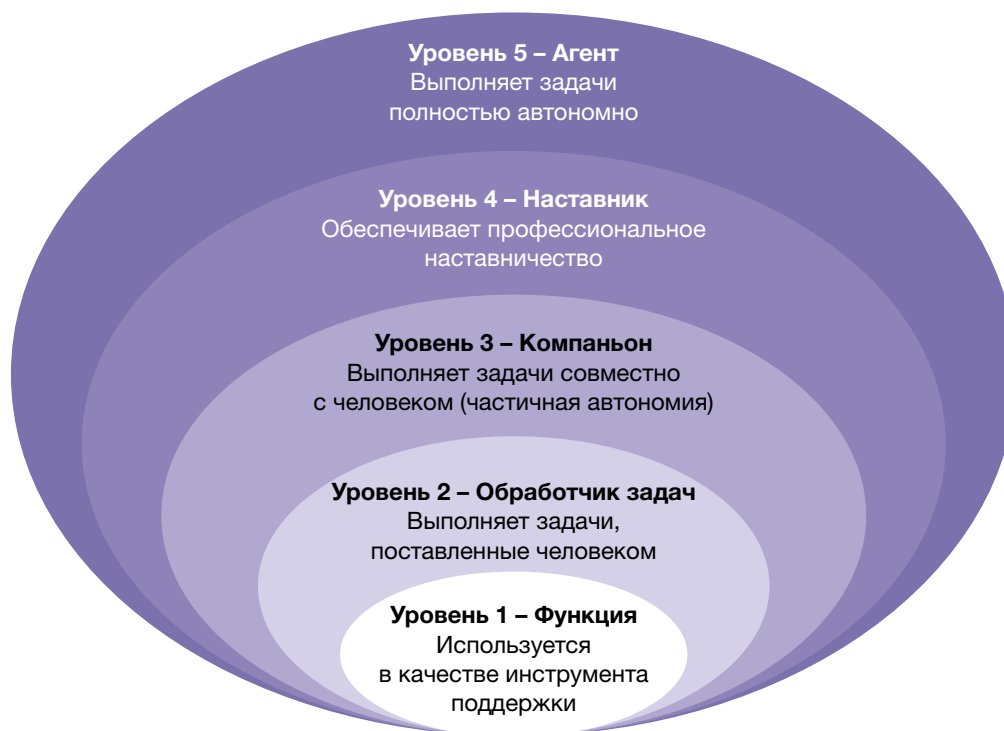 Уровень 5 – Агент
Выполняет задачи
полностью автономно
Уровень 4 – Наставник
Обеспечивает профессиональное
наставничество
Уровень 3 – Компаньон
Выполняет задачи совместно
с человеком (частичная автономия)
Уровень 2 – Обработчик задач
Выполняет задачи,
поставленные человеком
Уровень 1 – Функция
Используется
в качестве инструмента
поддержки